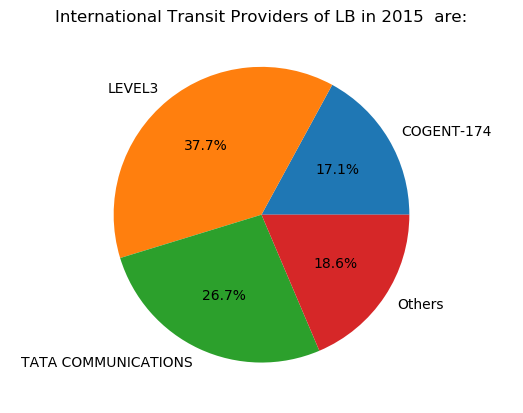 International Transit Providers of LB in 2015  are:
LEVEL3
COGENT-174
37.7%
17.1%
18.6%
26.7%
Others
TATA COMMUNICATIONS